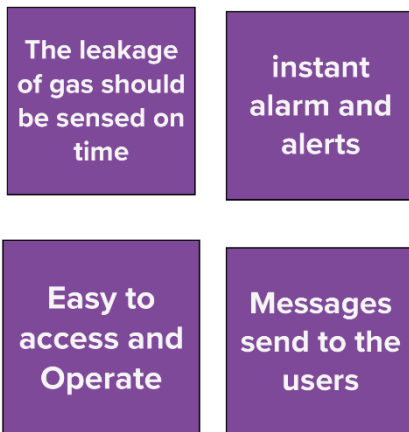 The leakage
of gas should
be sensed on
time
instant
alarm and
alerts
Easy to
access and
Operate
Messages
send to the
users